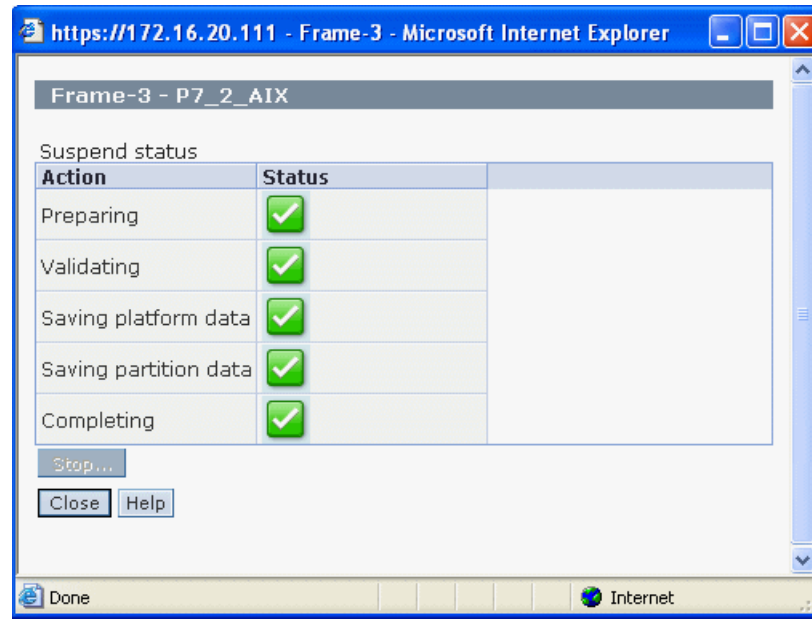 https://172.16.20.111 - Frame-3 - Microsoft Internet Explorer
Frame-3 - P7_2_AIX
Suspend status
Action Status
Preparing
Validating
Saving platform data
Saving partition data
Completing
Stop...
Close Help
Done Internet